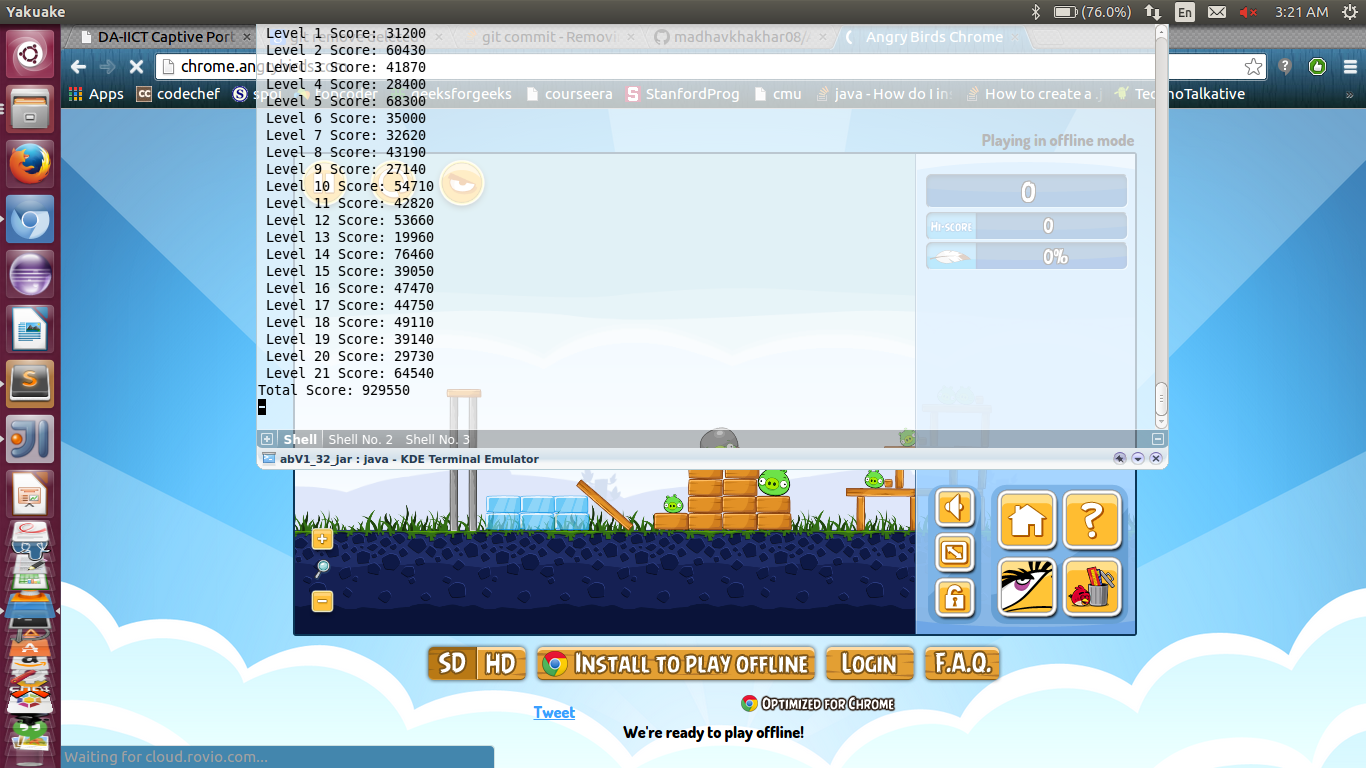 Yakuake
(76.0%)
En
3:21 AM
DA-IICT Captive Port
git remove deleted
git commit - Removi
madhavkhakhar08/
Angry Birds Chrome
chrome.angrybirds.com
Apps
codechef
spoj
geeksforgeeks
courseera
StanfordProg
cmu
java - How do I in
How to create a j
TechnoTalkative
»
Level 1 Score: 31200
Level 2 Score: 60430
Level 3 Score: 41870
Level 4 Score: 28400
Level 5 Score: 68300
Level 6 Score: 35000
Level 7 Score: 32620
Level 8 Score: 43190
Level 9 Score: 27140
Level 10 Score: 54710
Level 11 Score: 42820
Level 12 Score: 53660
Level 13 Score: 19960
Level 14 Score: 76460
Level 15 Score: 39050
Level 16 Score: 47470
Level 17 Score: 44750
Level 18 Score: 49110
Level 19 Score: 39140
Level 20 Score: 29730
Level 21 Score: 64540
Total Score: 929550
Shell
Shell No. 2
Shell No. 3
abV1_32_jar : java - KDE Terminal Emulator
Playing in offline mode
0
Hi-score 0
0%
SD
HD
Install to play offline
Login
F.A.Q.
Tweet
Optimized for Chrome
We're ready to play offline!
Waiting for cloud.rovio.com...